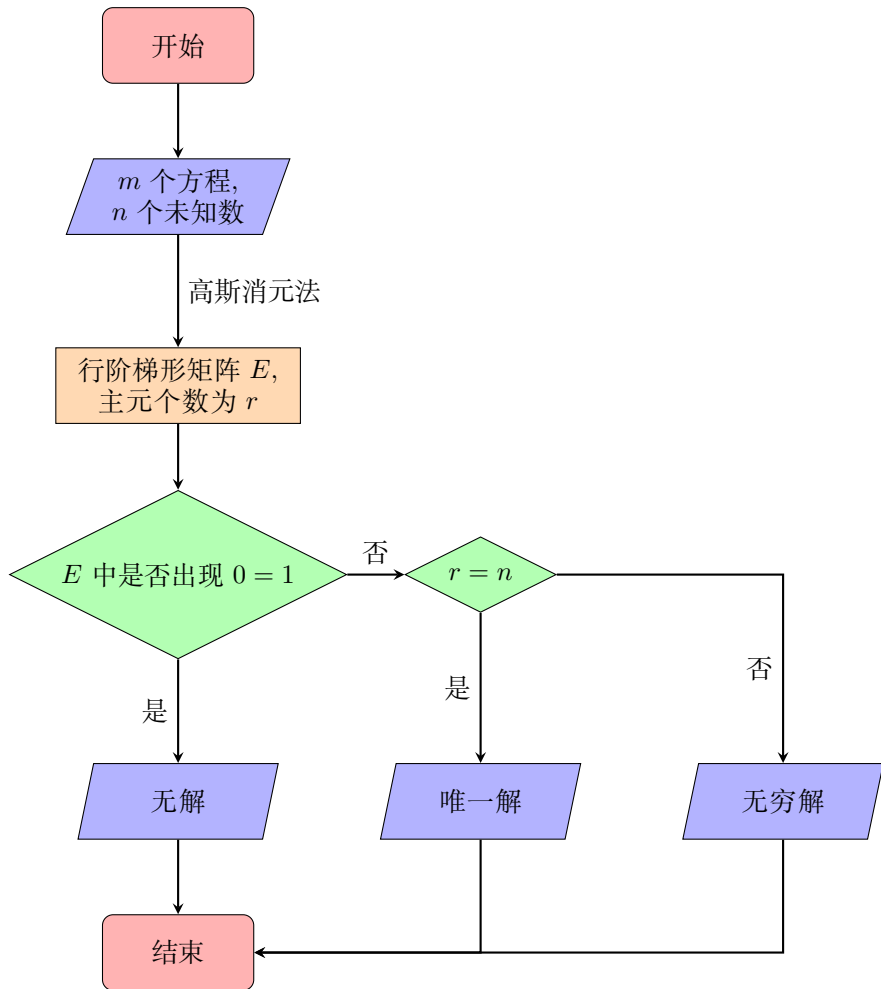 开始
m 个方程,
n 个未知数
高斯消元法
行阶梯形矩阵 E,
主元个数为 r
E 中是否出现 0 = 1
否
r = n
是
是
否
无解
唯一解
无穷解
结束